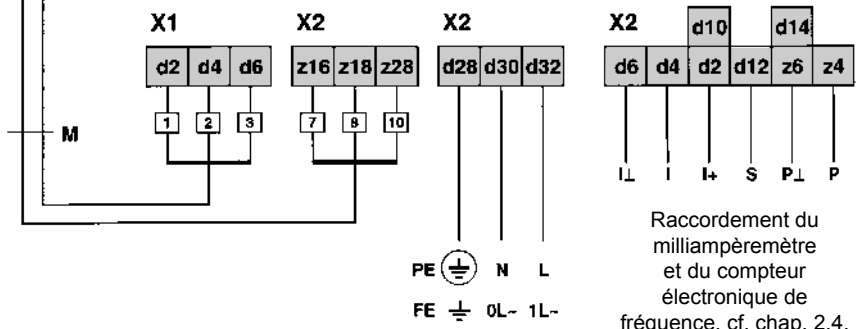 X1 X2 X2 X2
d10 d14
d2 d4 d6 z16 z18 z28 d28 d30 d32 d6 d4 d2 d12 z6 z4
1 2 3 7 8 10
M
I⊥ I I+ S P⊥ P
Raccordement du
milliampèremètre
et du compteur
électronique de
fréquence, cf. chap. 2.4.
PE N L
FE 0L~ 1L~